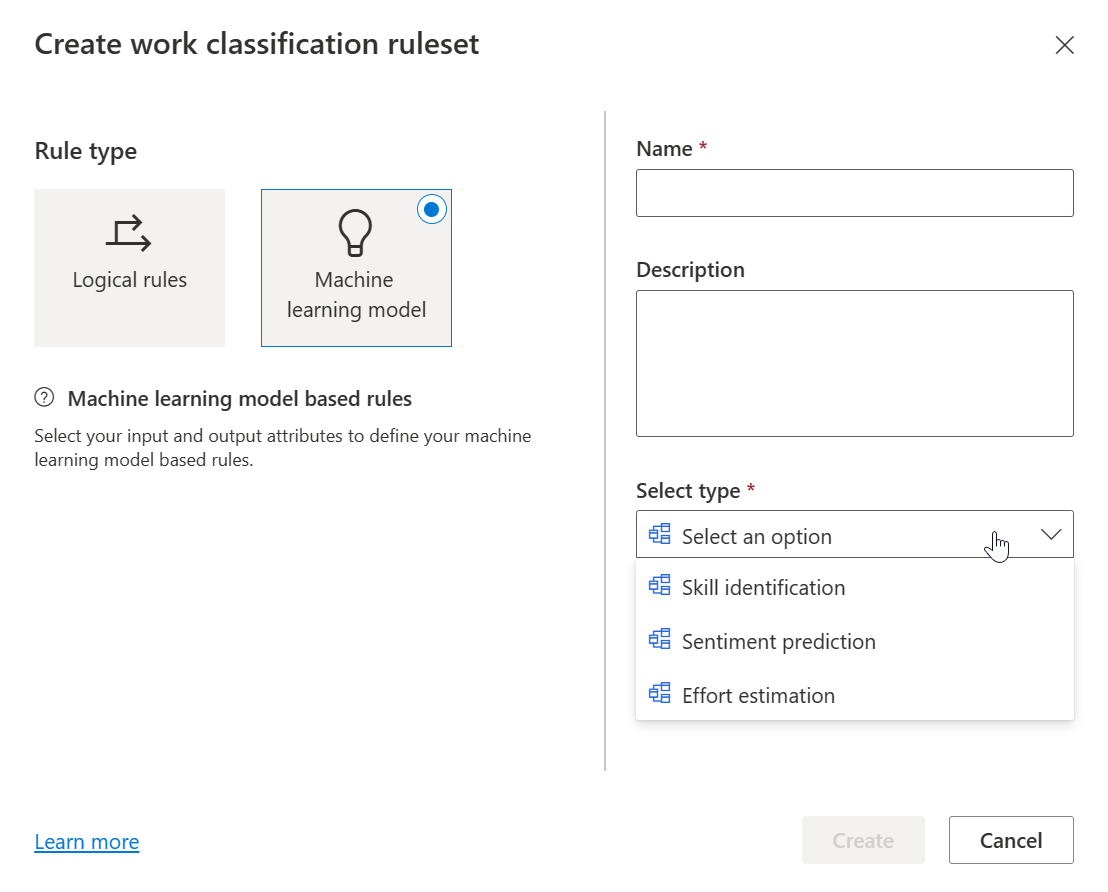 Create work classification ruleset
Rule type
Logical rules
Machine
learning model
Machine learning model based rules
Select your input and output attributes to define your machine
learning model based rules.
Name *
Description
Select type *
Select an option
Skill identification
Sentiment prediction
Effort estimation
Learn more
Create
Cancel